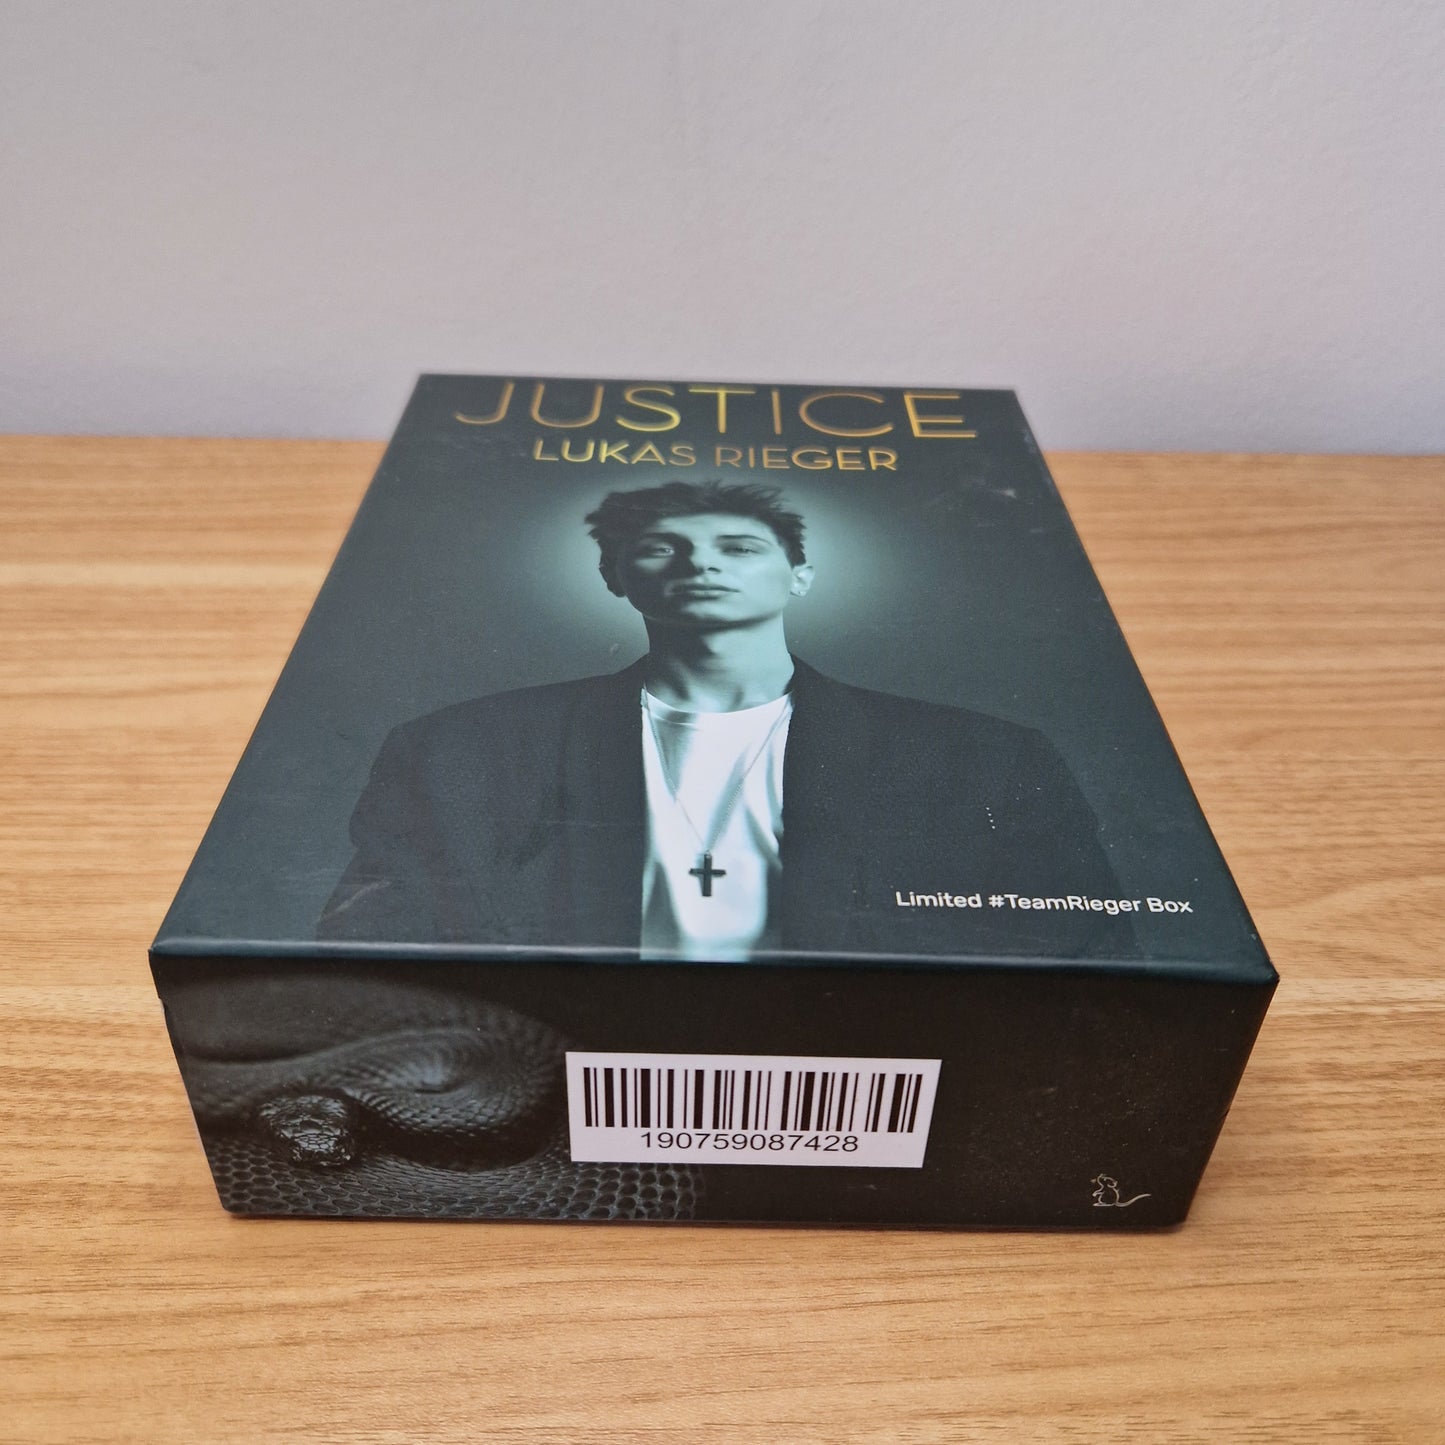 JUSTICE
LUKAS RIEGER
Limited #TeamRieger Box
190759087428